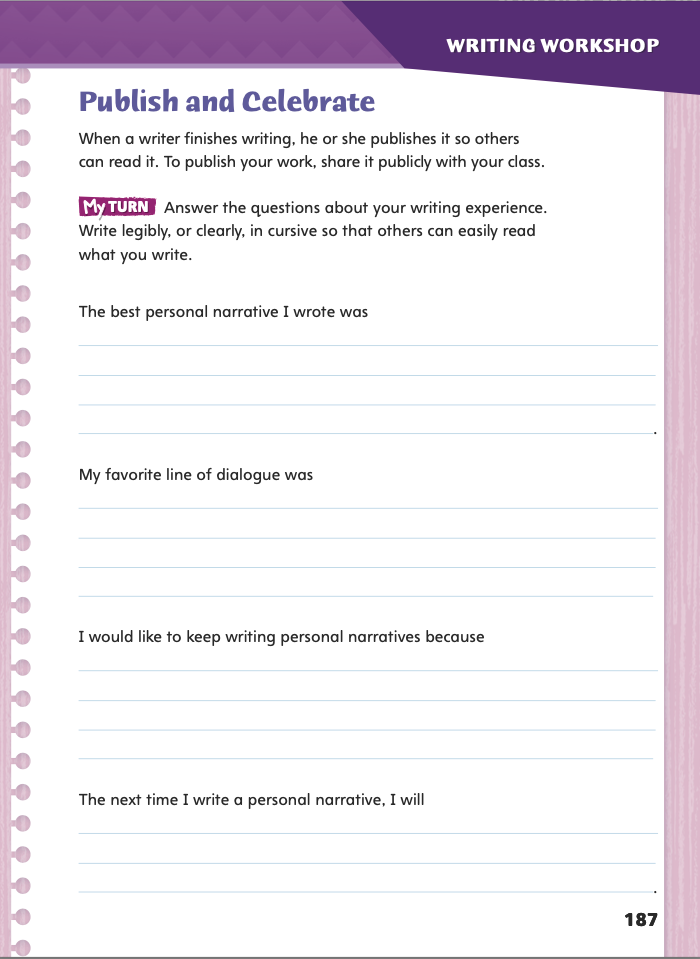 WRITING WORKSHOP
Publish and Celebrate
When a writer finishes writing, he or she publishes it so others
can read it. To publish your work, share it publicly with your class.
My TURN Answer the questions about your writing experience.
Write legibly, or clearly, in cursive so that others can easily read
what you write.
The best personal narrative I wrote was
.
My favorite line of dialogue was
I would like to keep writing personal narratives because
The next time I write a personal narrative, I will
.
187